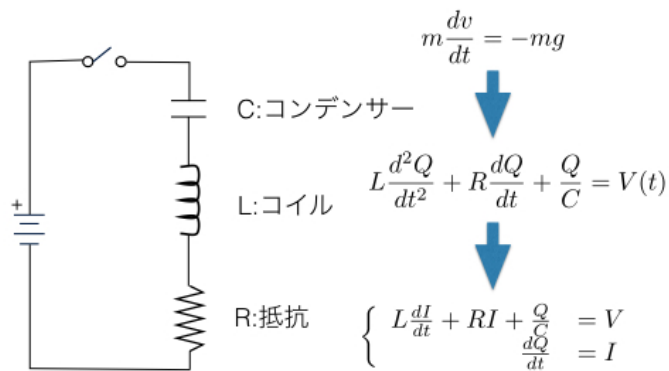 m dv/dt = -mg
C:コンデンサー
L d²Q/dt² + R dQ/dt + Q/C = V(t)
+
L:コイル
R:抵抗
L dI/dt + RI + Q/C = V
dQ/dt = I